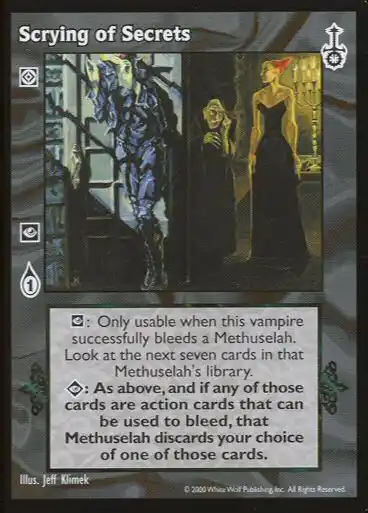 Scrying of Secrets
1
: Only usable when this vampire
successfully bleeds a Methuselah.
Look at the next seven cards in that
Methuselah's library.
: As above, and if any of those
cards are action cards that can
be used to bleed, that
Methuselah discards your choice
of one of those cards.
Illus. Jeff Klimek
© 2000 White Wolf Publishing, Inc. All Rights Reserved.